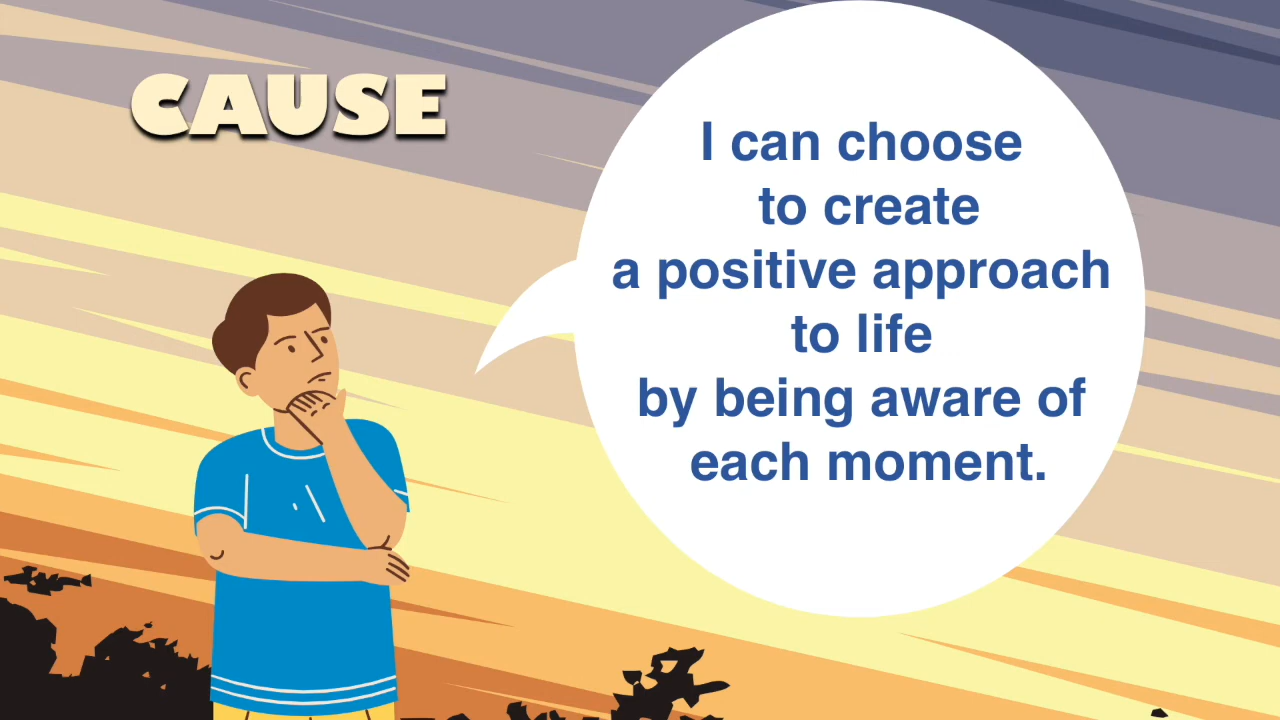 CAUSE
I can choose
to create
a positive approach
to life
by being aware of
each moment.